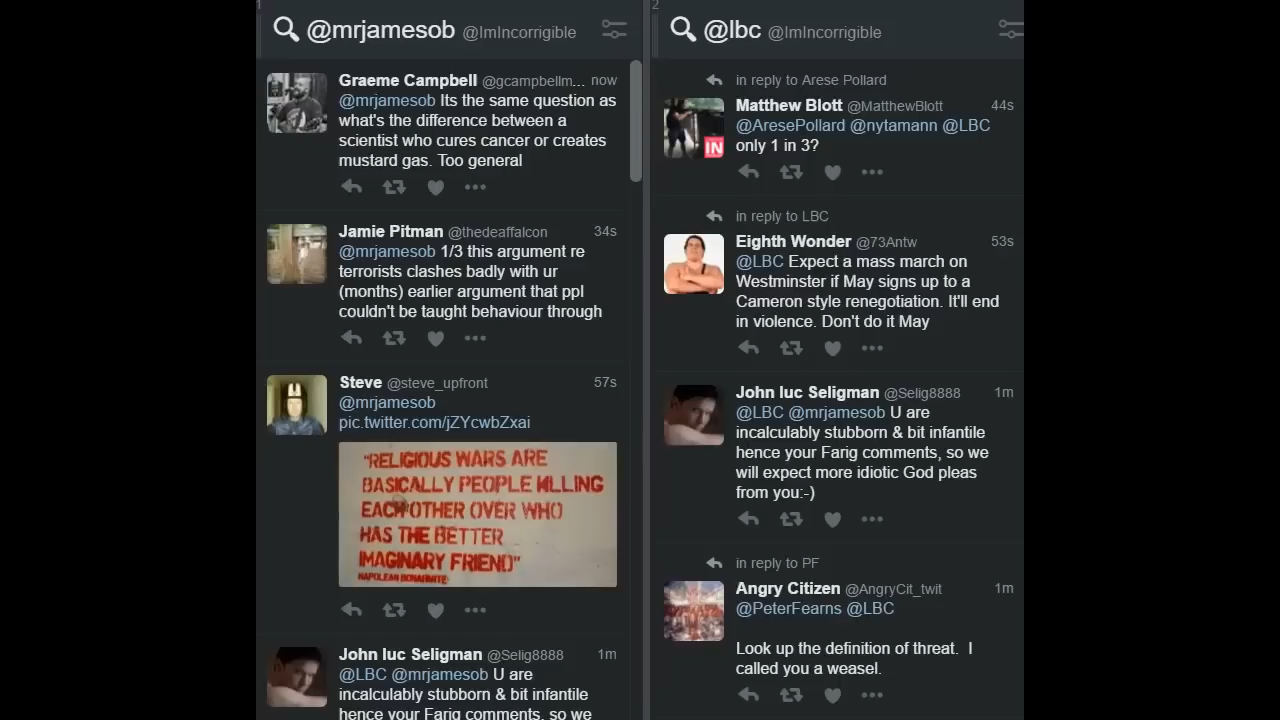 1
@mrjamesob @ImIncorrigible
Graeme Campbell @gcampbellm... now
@mrjamesob Its the same question as
what's the difference between a
scientist who cures cancer or creates
mustard gas. Too general
Jamie Pitman @thedeaffalcon 34s
@mrjamesob 1/3 this argument re
terrorists clashes badly with ur
(months) earlier argument that ppl
couldn't be taught behaviour through
Steve @steve_upfront 57s
@mrjamesob
pic.twitter.com/jZYcwbZxai
"RELIGIOUS WARS ARE
BASICALLY PEOPLE KILLING
EACH OTHER OVER WHO
HAS THE BETTER
IMAGINARY FRIEND"
NAPOLEAN BONAPARTE
John luc Seligman @Selig8888 1m
@LBC @mrjamesob U are
incalculably stubborn & bit infantile
hence your Farig comments, so we
2
@lbc @ImIncorrigible
in reply to Arese Pollard
Matthew Blott @MatthewBlott 44s
@AresePollard @nytamann @LBC
only 1 in 3?
IN
in reply to LBC
Eighth Wonder @73Antw 53s
@LBC Expect a mass march on
Westminster if May signs up to a
Cameron style renegotiation. It'll end
in violence. Don't do it May
John luc Seligman @Selig8888 1m
@LBC @mrjamesob U are
incalculably stubborn & bit infantile
hence your Farig comments, so we
will expect more idiotic God pleas
from you:-)
in reply to PF
Angry Citizen @AngryCit_twit 1m
@PeterFearns @LBC
Look up the definition of threat. I
called you a weasel.